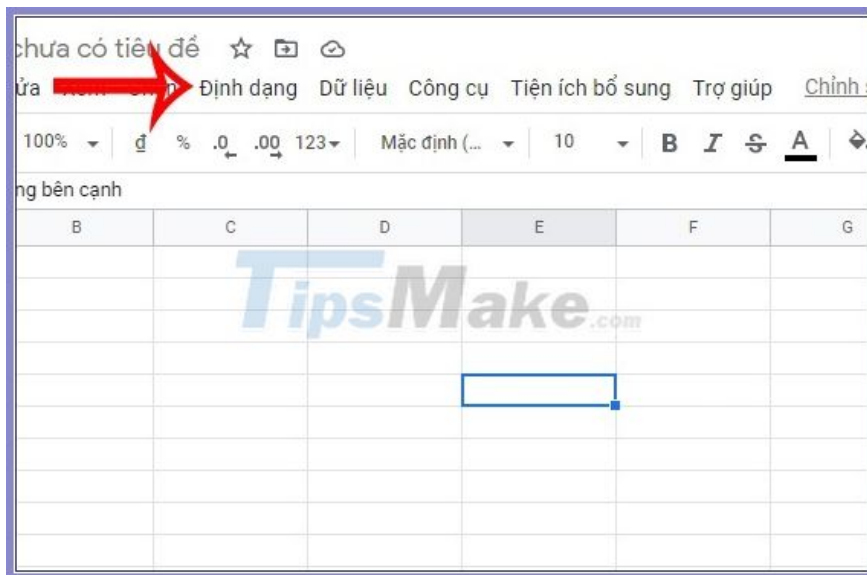 chưa có tiêu đề
ửa Định dạng Dữ liệu Công cụ Tiện ích bổ sung Trợ giúp Chỉnh
100% đ % .0 .00 123 Mặc định (... 10 B I S A
ng bên cạnh
B C D E F G
TipsMake.com